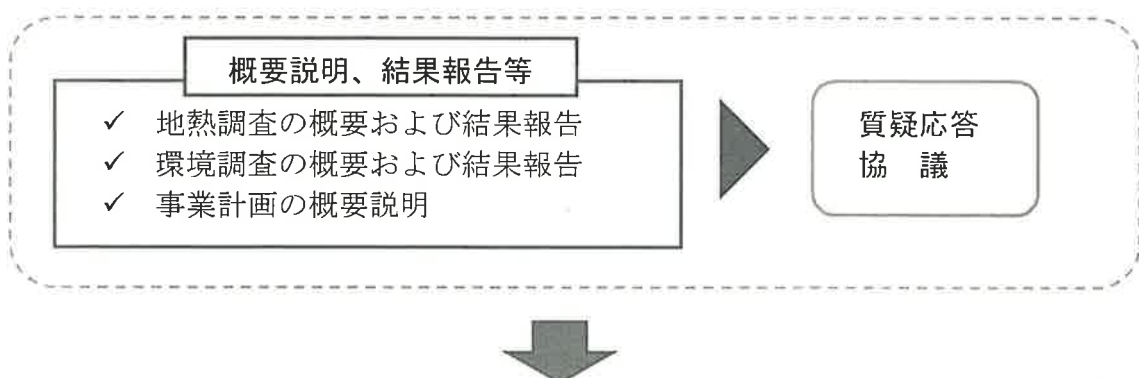 概要説明、結果報告等
✓ 地熱調査の概要および結果報告
✓ 環境調査の概要および結果報告
✓ 事業計画の概要説明
質疑応答
協　議